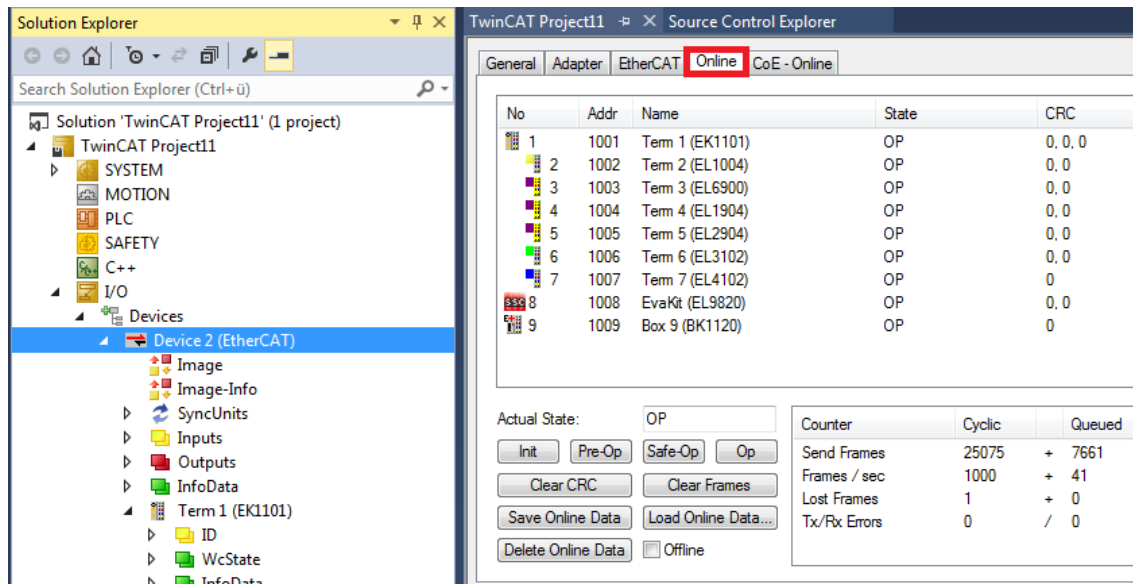 Solution Explorer
Search Solution Explorer (Ctrl+ü)
Solution 'TwinCAT Project11' (1 project)
TwinCAT Project11
SYSTEM
MOTION
PLC
SAFETY
C++
I/O
Devices
Device 2 (EtherCAT)
Image
Image-Info
SyncUnits
Inputs
Outputs
InfoData
Term 1 (EK1101)
ID
WcState
InfoData
TwinCAT Project11 Source Control Explorer
General Adapter EtherCAT Online CoE - Online
No Addr Name State CRC
1 1001 Term 1 (EK1101) OP 0, 0, 0
2 1002 Term 2 (EL1004) OP 0, 0
3 1003 Term 3 (EL6900) OP 0, 0
4 1004 Term 4 (EL1904) OP 0, 0
5 1005 Term 5 (EL2904) OP 0, 0
6 1006 Term 6 (EL3102) OP 0, 0
7 1007 Term 7 (EL4102) OP 0
SSC 8 1008 EvaKit (EL9820) OP 0, 0
9 1009 Box 9 (BK1120) OP 0
Actual State: OP
Init Pre-Op Safe-Op Op
Clear CRC Clear Frames
Save Online Data Load Online Data...
Delete Online Data Offline
Counter Cyclic Queued
Send Frames 25075 + 7661
Frames / sec 1000 + 41
Lost Frames 1 + 0
Tx/Rx Errors 0 / 0